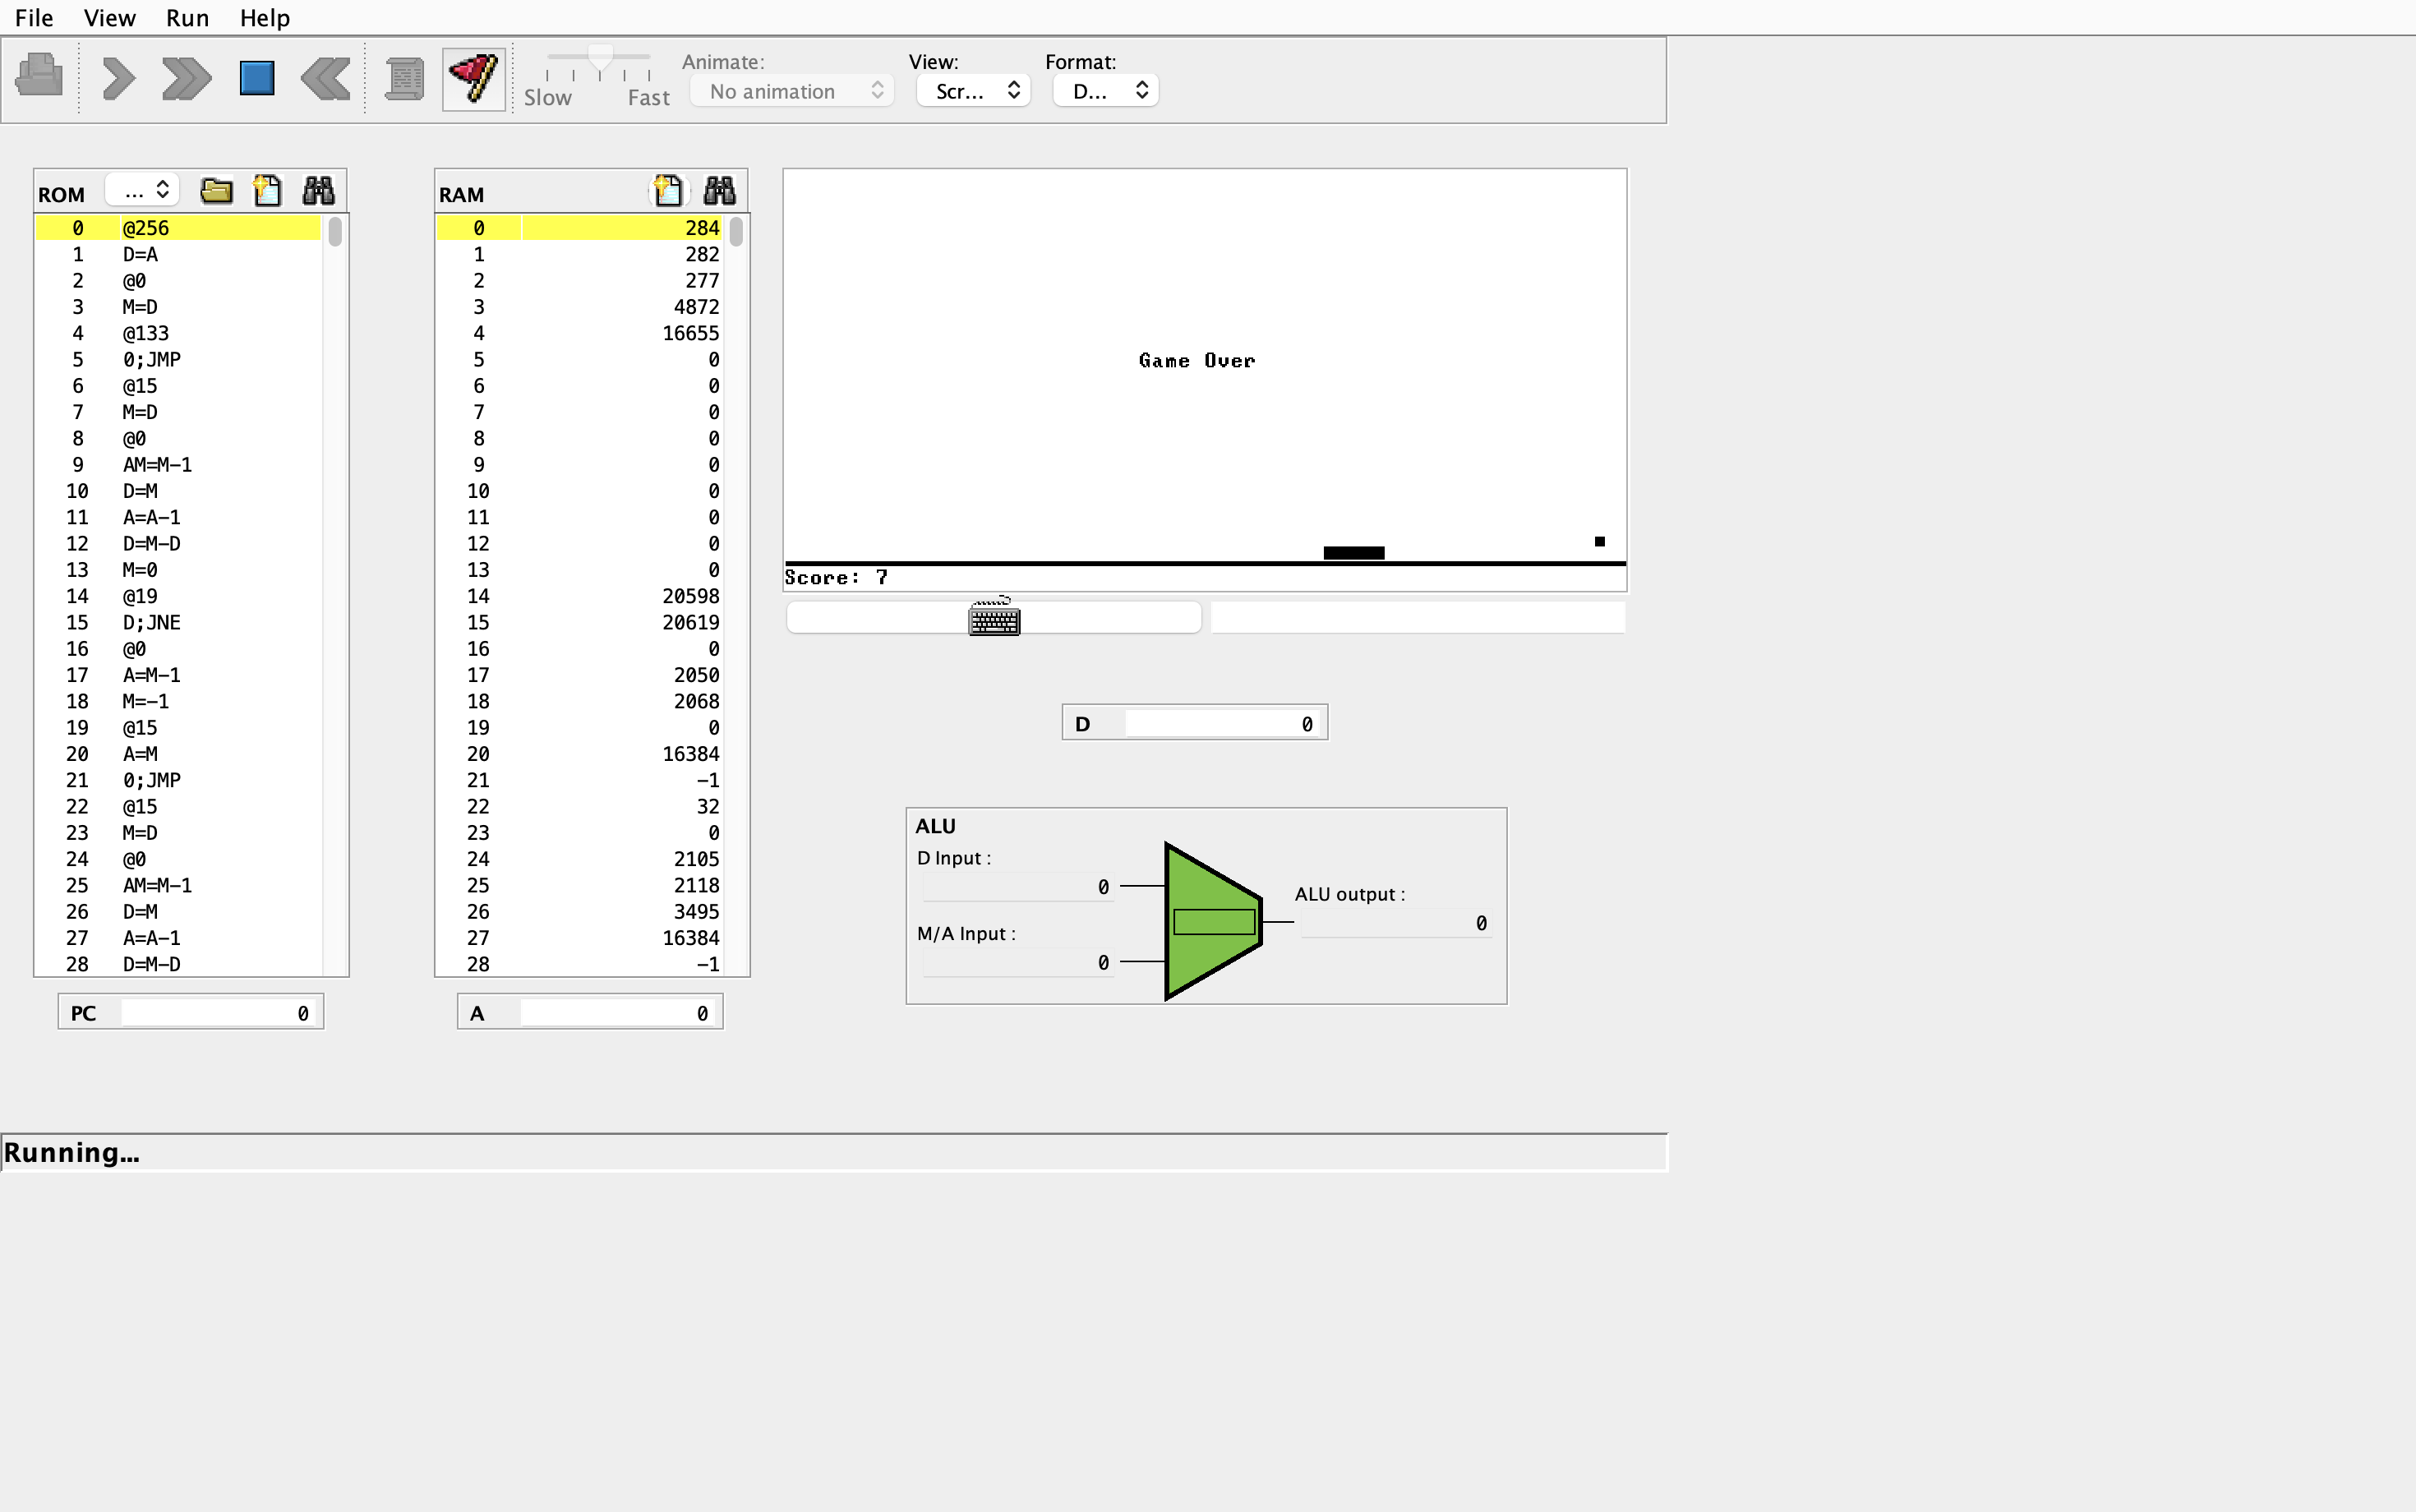 File View Run Help
Slow Fast
Animate:
No animation
View:
Scr...
Format:
D...
ROM ...
0 @256
1 D=A
2 @0
3 M=D
4 @133
5 0;JMP
6 @15
7 M=D
8 @0
9 AM=M-1
10 D=M
11 A=A-1
12 D=M-D
13 M=0
14 @19
15 D;JNE
16 @0
17 A=M-1
18 M=-1
19 @15
20 A=M
21 0;JMP
22 @15
23 M=D
24 @0
25 AM=M-1
26 D=M
27 A=A-1
28 D=M-D
PC 0
RAM
0 284
1 282
2 277
3 4872
4 16655
5 0
6 0
7 0
8 0
9 0
10 0
11 0
12 0
13 0
14 20598
15 20619
16 0
17 2050
18 2068
19 0
20 16384
21 -1
22 32
23 0
24 2105
25 2118
26 3495
27 16384
28 -1
A 0
Game Over
Score: 7
D 0
ALU
D Input :
0
M/A Input :
0
ALU output :
0
Running...